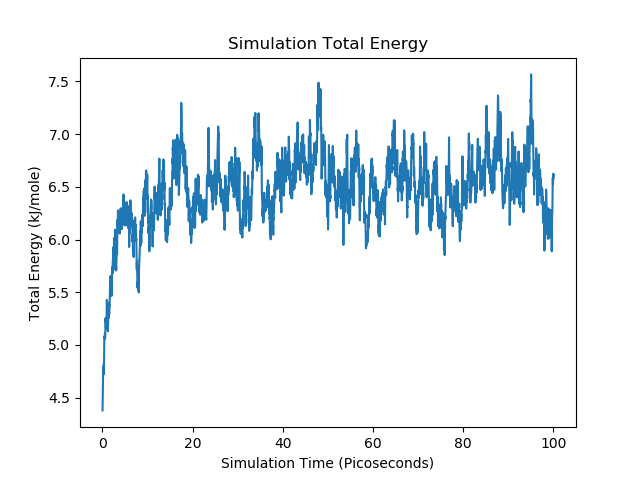 Simulation Total Energy
Total Energy (kJ/mole)
7.5
7.0
6.5
6.0
5.5
5.0
4.5
0 20 40 60 80 100
Simulation Time (Picoseconds)